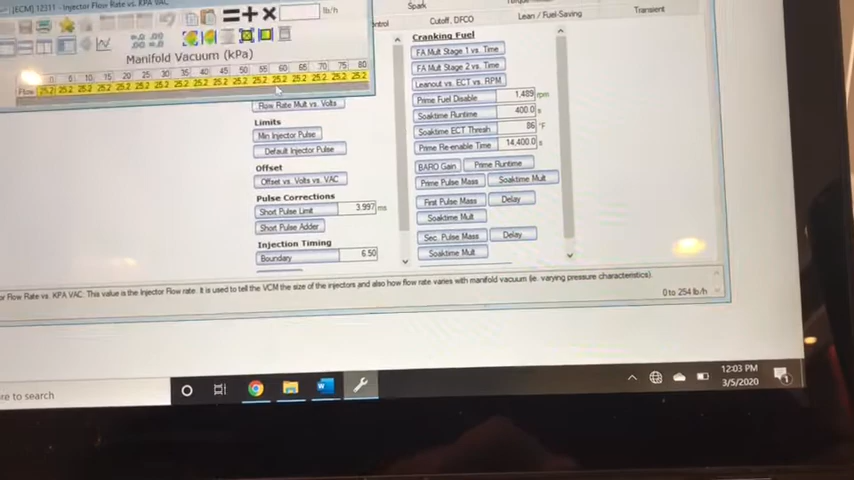 [ECM] 12311 - Injector Flow Rate vs. KPA VAC
lb/h
Manifold Vacuum (kPa)
0 5 10 15 20 25 30 35 40 45 50 55 60 65 70 75 80
Flow 25.2 25.2 25.2 25.2 25.2 25.2 25.2 25.2 25.2 25.2 25.2 25.2 25.2 25.2 25.2 25.2 25.2
Spark
Cutoff, DFCO
Lean / Fuel-Saving
Transient
Flow Rate Mult vs. Volts
Limits
Min Injector Pulse
Default Injector Pulse
Offset
Offset vs. Volts vs. VAC
Pulse Corrections
Short Pulse Limit 3.997 ms
Short Pulse Adder
Injection Timing
Boundary 6.50
Cranking Fuel
FA Mult Stage 1 vs. Time
FA Mult Stage 2 vs. Time
Leanout vs. ECT vs. RPM
Prime Fuel Disable 1,489 rpm
Soaktime Runtime 400.0 s
Soaktime ECT Thresh 86 °F
Prime Re-enable Time 14,400.0 s
BARO Gain Prime Runtime
Prime Pulse Mass Soaktime Mult
First Pulse Mass Delay
Soaktime Mult
Sec. Pulse Mass Delay
Soaktime Mult
or Flow Rate vs. KPA VAC: This value is the Injector Flow rate. It is used to tell the VCM the size of the injectors and also how flow rate varies with manifold vacuum (ie. varying pressure characteristics).
0 to 254 lb/h
re to search
12:03 PM
3/5/2020
1